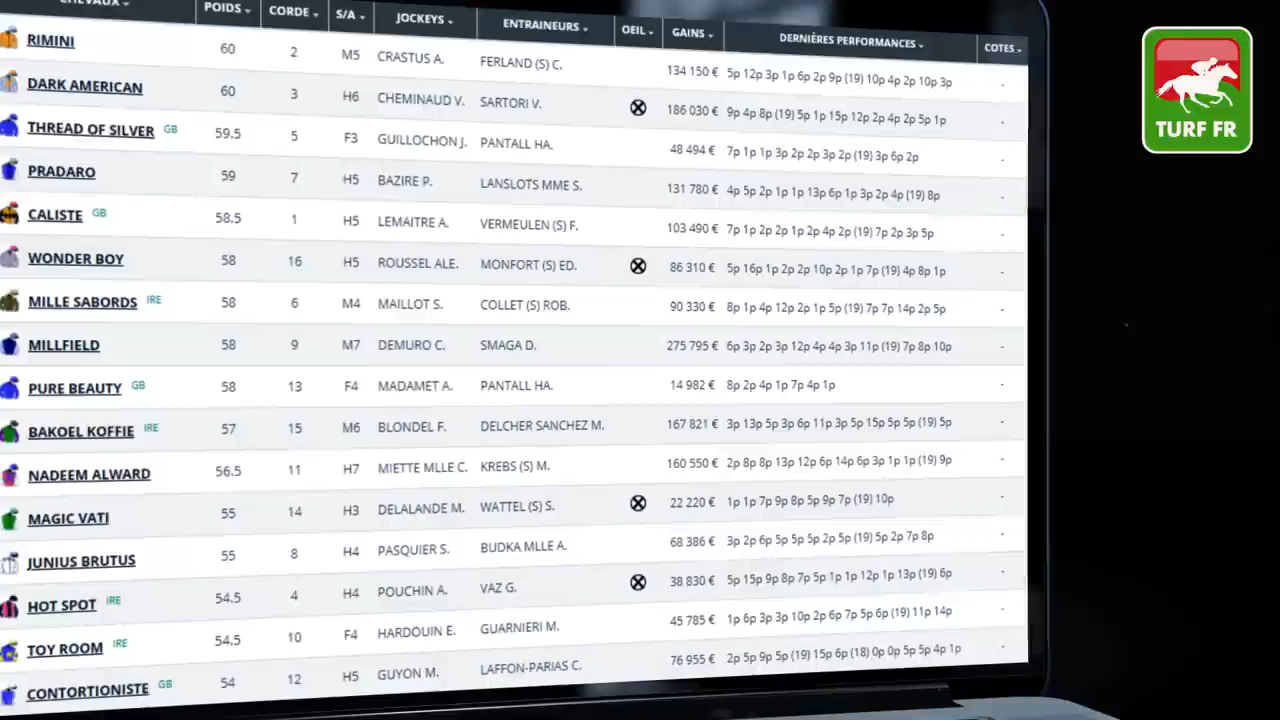 CHEVAUX POIDS CORDE S/A JOCKEYS ENTRAINEURS OEIL GAINS DERNIÈRES PERFORMANCES COTES
RIMINI 60 2 M5 CRASTUS A. FERLAND (S) C. 134 150 € 5p 12p 3p 1p 6p 2p 9p (19) 10p 4p 2p 10p 3p -
DARK AMERICAN 60 3 H6 CHEMINAUD V. SARTORI V. 186 030 € 9p 4p 8p (19) 5p 1p 15p 12p 2p 4p 2p 5p 1p -
THREAD OF SILVER GB 59.5 5 F3 GUILLOCHON J. PANTALL HA. 48 494 € 7p 1p 1p 3p 2p 2p 3p 2p (19) 3p 6p 2p -
PRADARO 59 7 H5 BAZIRE P. LANSLOTS MME S. 131 780 € 4p 5p 2p 1p 1p 13p 6p 1p 3p 2p 4p (19) 8p -
CALISTE GB 58.5 1 H5 LEMAITRE A. VERMEULEN (S) F. 103 490 € 7p 1p 2p 2p 1p 2p 4p 2p (19) 7p 2p 3p 5p -
WONDER BOY 58 16 H5 ROUSSEL ALE. MONFORT (S) ED. 86 310 € 5p 16p 1p 2p 2p 10p 2p 1p 7p (19) 4p 8p 1p -
MILLE SABORDS IRE 58 6 M4 MAILLOT S. COLLET (S) ROB. 90 330 € 8p 1p 4p 12p 2p 1p 5p (19) 7p 7p 14p 2p 5p -
MILLFIELD 58 9 M7 DEMURO C. SMAGA D. 275 795 € 6p 3p 2p 3p 12p 4p 4p 3p 11p (19) 7p 8p 10p -
PURE BEAUTY GB 58 13 F4 MADAMET A. PANTALL HA. 14 982 € 8p 2p 4p 1p 7p 4p 1p -
BAKOEL KOFFIE IRE 57 15 M6 BLONDEL F. DELCHER SANCHEZ M. 167 821 € 3p 13p 5p 3p 6p 11p 3p 5p 15p 5p 5p (19) 5p -
NADEEM ALWARD 56.5 11 H7 MIETTE MLLE C. KREBS (S) M. 160 550 € 2p 8p 8p 13p 12p 6p 14p 6p 3p 1p 1p (19) 9p -
MAGIC VATI 55 14 H3 DELALANDE M. WATTEL (S) S. 22 220 € 1p 1p 7p 9p 8p 5p 9p 7p (19) 10p -
JUNIUS BRUTUS 55 8 H4 PASQUIER S. BUDKA MLLE A. 68 386 € 3p 2p 6p 5p 5p 5p 2p 5p (19) 5p 2p 7p 8p -
HOT SPOT IRE 54.5 4 H4 POUCHIN A. VAZ G. 38 830 € 5p 15p 9p 8p 7p 5p 1p 1p 12p 1p 13p (19) 6p -
TOY ROOM IRE 54.5 10 F4 HARDOUIN E. GUARNIERI M. 45 785 € 1p 6p 3p 3p 10p 2p 6p 7p 5p 6p (19) 11p 14p -
CONTORTIONISTE GB 54 12 H5 GUYON M. LAFFON-PARIAS C. 76 955 € 2p 5p 9p 5p (19) 15p 6p (18) 0p 0p 5p 5p 4p 1p -
TURF FR